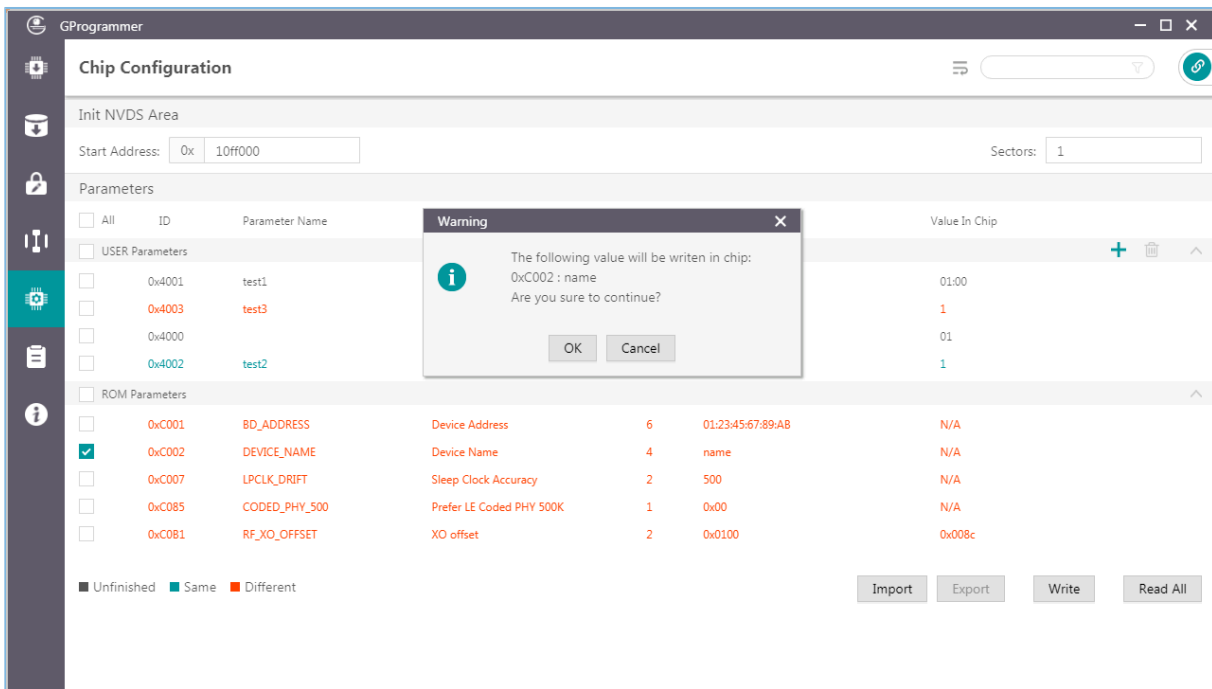 GProgrammer
Chip Configuration
Init NVDS Area
Start Address: 0x 10ff000 Sectors: 1
Parameters
All ID Parameter Name Value In Chip
Warning
The following value will be writen in chip:
0xC002 : name
Are you sure to continue?
OK Cancel
USER Parameters
0x4001 test1 01:00
0x4003 test3 1
0x4000 01
0x4002 test2 1
ROM Parameters
0xC001 BD_ADDRESS Device Address 6 01:23:45:67:89:AB N/A
0xC002 DEVICE_NAME Device Name 4 name N/A
0xC007 LPCLK_DRIFT Sleep Clock Accuracy 2 500 N/A
0xC085 CODED_PHY_500 Prefer LE Coded PHY 500K 1 0x00 N/A
0xC0B1 RF_XO_OFFSET XO offset 2 0x0100 0x008c
Unfinished Same Different Import Export Write Read All